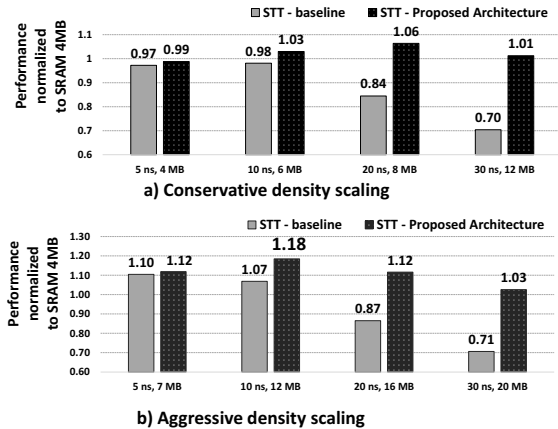 STT - baseline STT - Proposed Architecture
Performance
normalized
to SRAM 4MB
1.1
1
0.9
0.8
0.7
0.6
0.97 0.99 0.98 1.03 0.84 1.06 0.70 1.01
5 ns, 4 MB 10 ns, 6 MB 20 ns, 8 MB 30 ns, 12 MB
a) Conservative density scaling
STT - baseline STT - Proposed Architecture
Performance
normalized
to SRAM 4MB
1.30
1.20
1.10
1.00
0.90
0.80
0.70
0.60
1.10 1.12 1.07 1.18 0.87 1.12 0.71 1.03
5 ns, 7 MB 10 ns, 12 MB 20 ns, 16 MB 30 ns, 20 MB
b) Aggressive density scaling